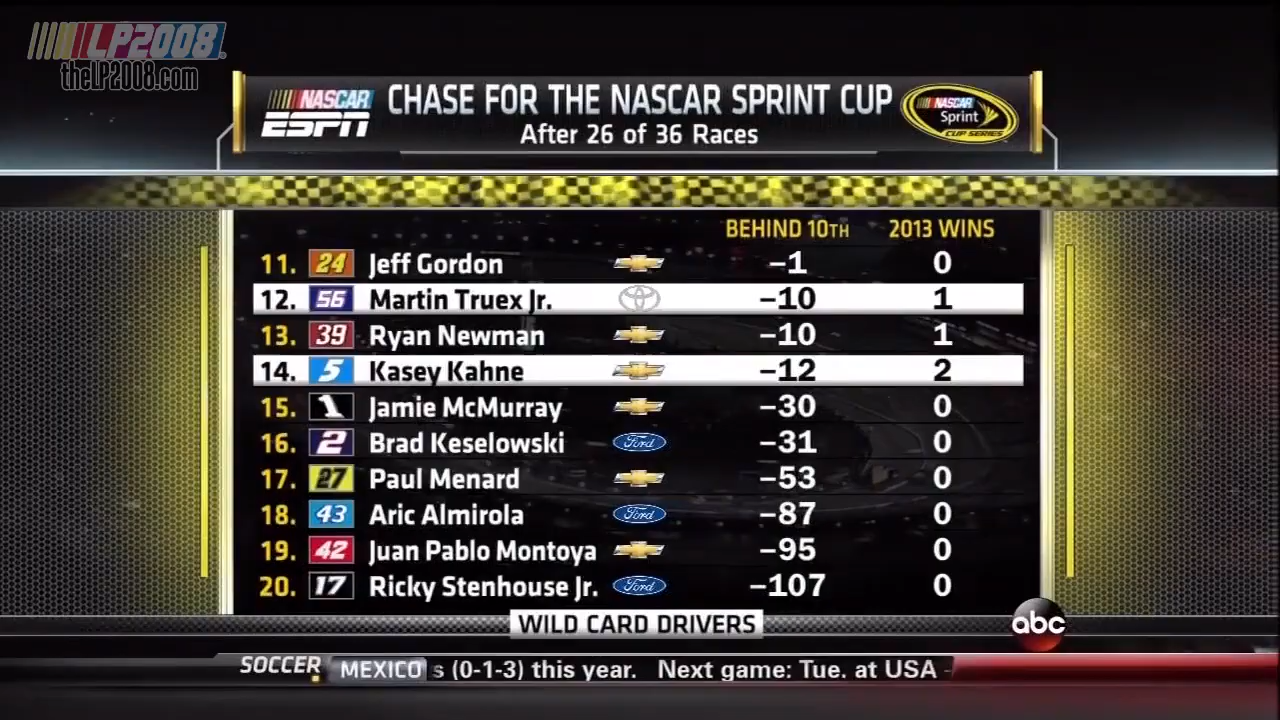 LP2008
theLP2008.com
NASCAR
ESPN
CHASE FOR THE NASCAR SPRINT CUP
After 26 of 36 Races
NASCAR
Sprint
CUP SERIES
BEHIND 10TH 2013 WINS
11. 24 Jeff Gordon –1 0
12. 56 Martin Truex Jr. –10 1
13. 39 Ryan Newman –10 1
14. 5 Kasey Kahne –12 2
15. 1 Jamie McMurray –30 0
16. 2 Brad Keselowski Ford –31 0
17. 27 Paul Menard –53 0
18. 43 Aric Almirola Ford –87 0
19. 42 Juan Pablo Montoya –95 0
20. 17 Ricky Stenhouse Jr. Ford –107 0
WILD CARD DRIVERS
abc
SOCCER MEXICO s (0-1-3) this year. Next game: Tue. at USA -